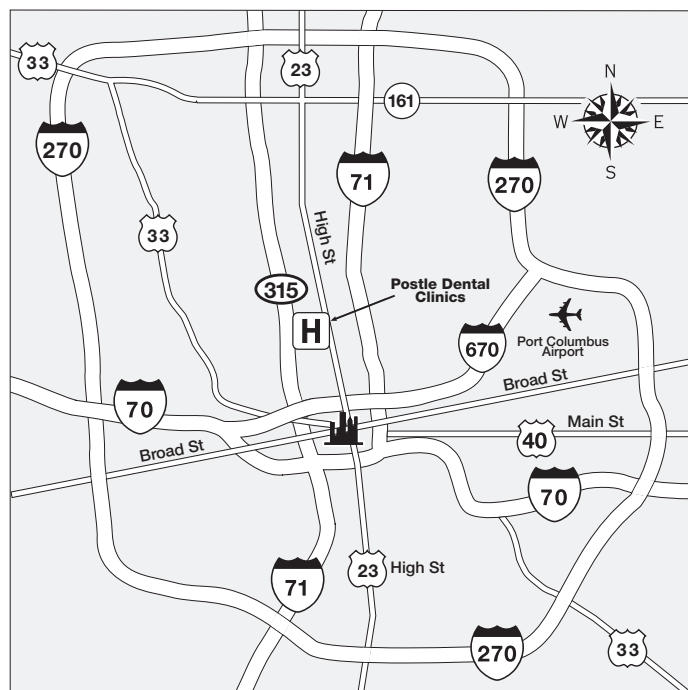 33
23
N
161
W E
S
270
71
270
33
High St
315
Postle Dental
Clinics
H
670
Port Columbus
Airport
70
Broad St
Main St
40
Broad St
70
23
High St
71
33
270